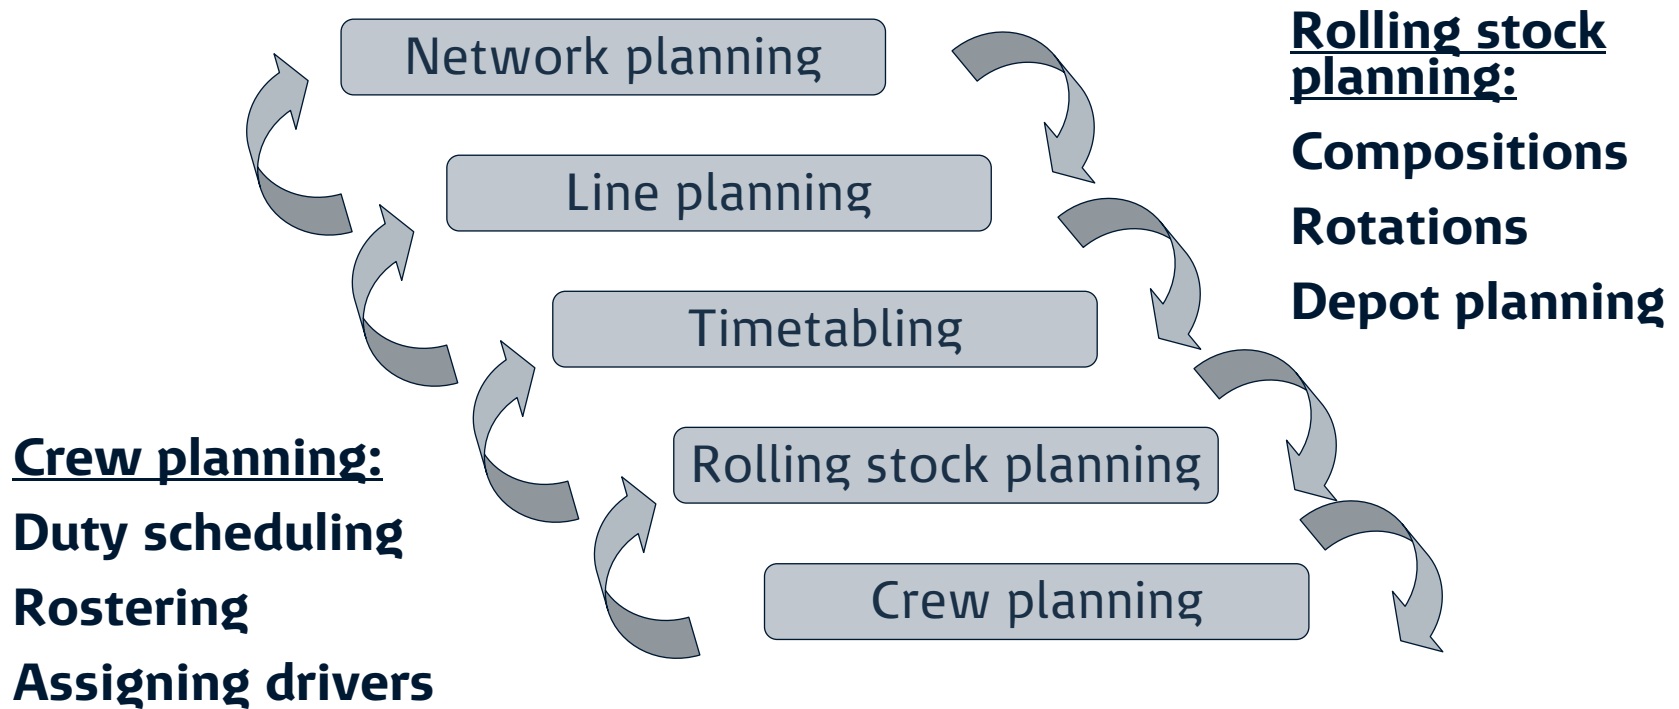 Network planning
Line planning
Timetabling
Rolling stock planning
Crew planning
Rolling stock
planning:
Compositions
Rotations
Depot planning
Crew planning:
Duty scheduling
Rostering
Assigning drivers